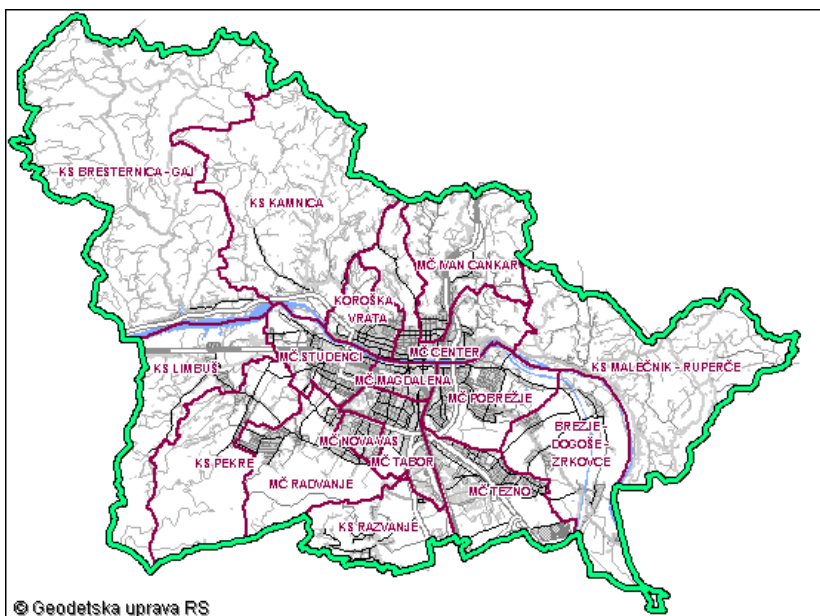 KS BRESTERNICA - GAJ
KS KAMNICA
MČ IVAN CANKAR
KOROŠKA
VRATA
MČ CENTER
MČ STUDENCI
KS LIMBUŠ
KS MALEČNIK - RUPERČE
MČ MAGDALENA
MČ POBREŽJE
BREZJE-
DOGOŠE-
ZRKOVCE
MČ NOVA VAS
KS PEKRE
MČ TABOR
MČ RADVANJE
MČ TEZNO
KS RAZVANJE
© Geodetska uprava RS